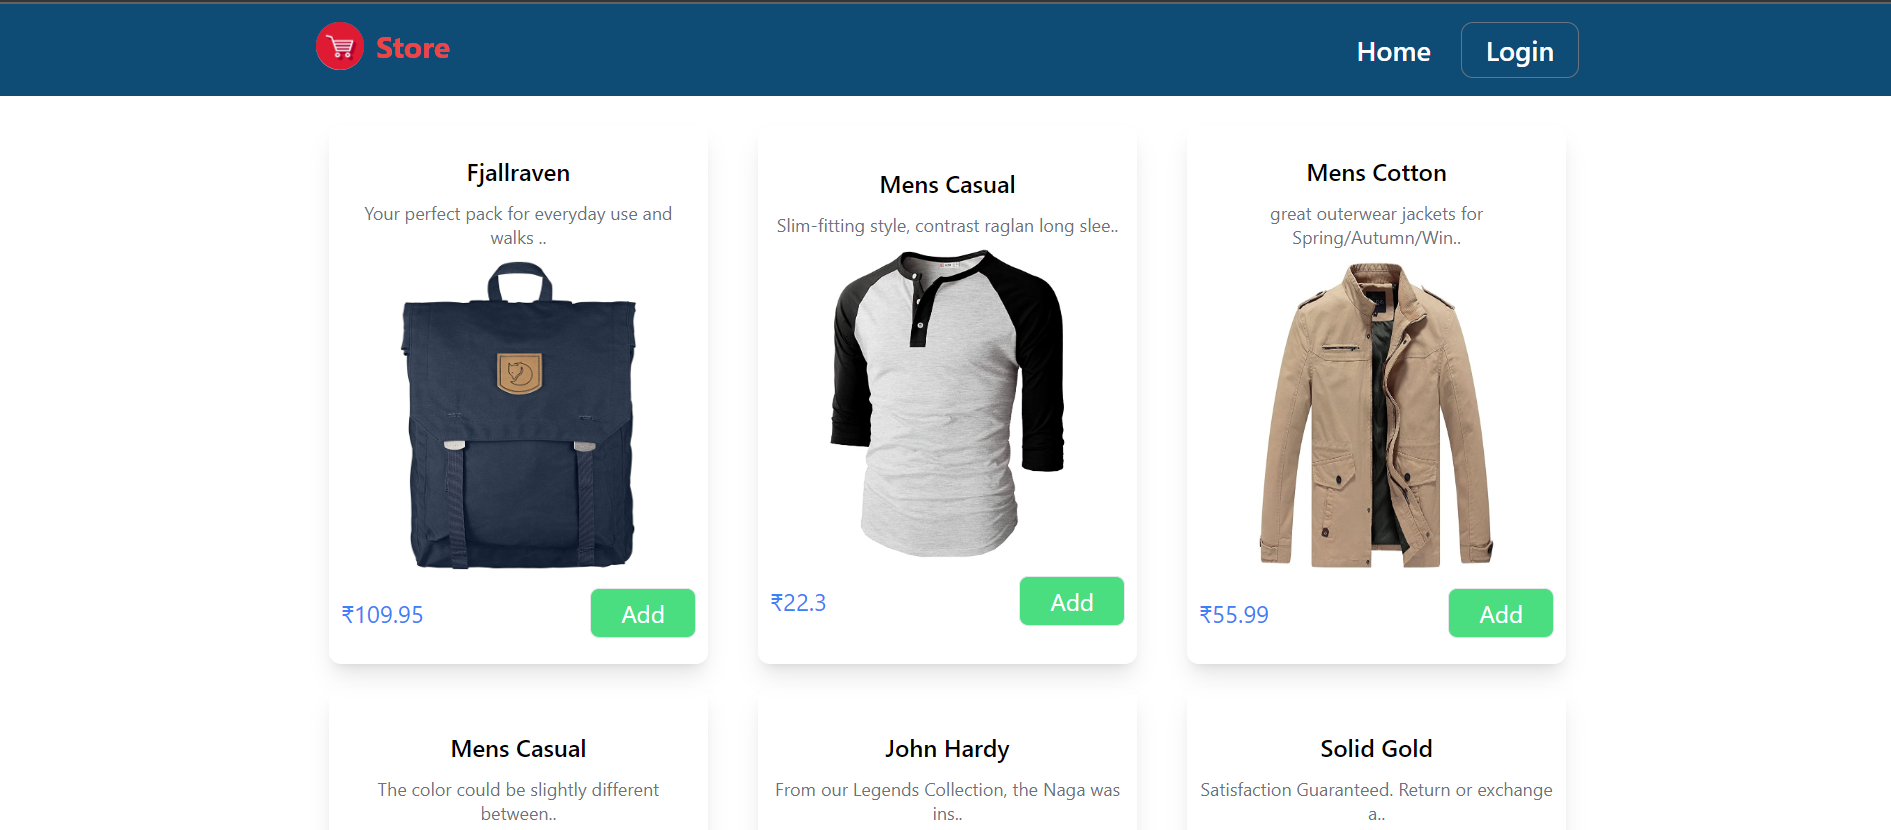 Store
Home
Login
Fjallraven
Your perfect pack for everyday use and
walks ..
₹109.95
Add
Mens Casual
Slim-fitting style, contrast raglan long slee..
₹22.3
Add
Mens Cotton
great outerwear jackets for
Spring/Autumn/Win..
₹55.99
Add
Mens Casual
The color could be slightly different
between..
John Hardy
From our Legends Collection, the Naga was
ins..
Solid Gold
Satisfaction Guaranteed. Return or exchange
a..